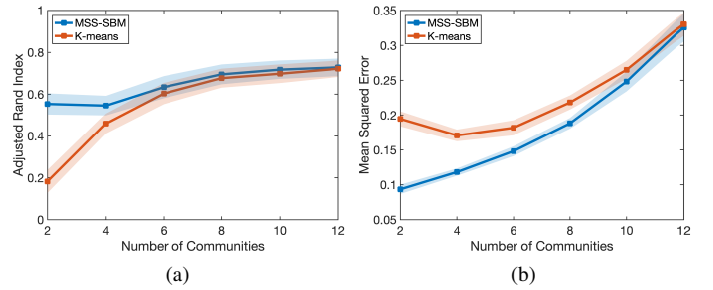 MSS-SBM
K-means
Adjusted Rand Index
1
0.8
0.6
0.4
0.2
0
2 4 6 8 10 12
Number of Communities
(a)
MSS-SBM
K-means
Mean Squared Error
0.35
0.3
0.25
0.2
0.15
0.1
0.05
2 4 6 8 10 12
Number of Communities
(b)